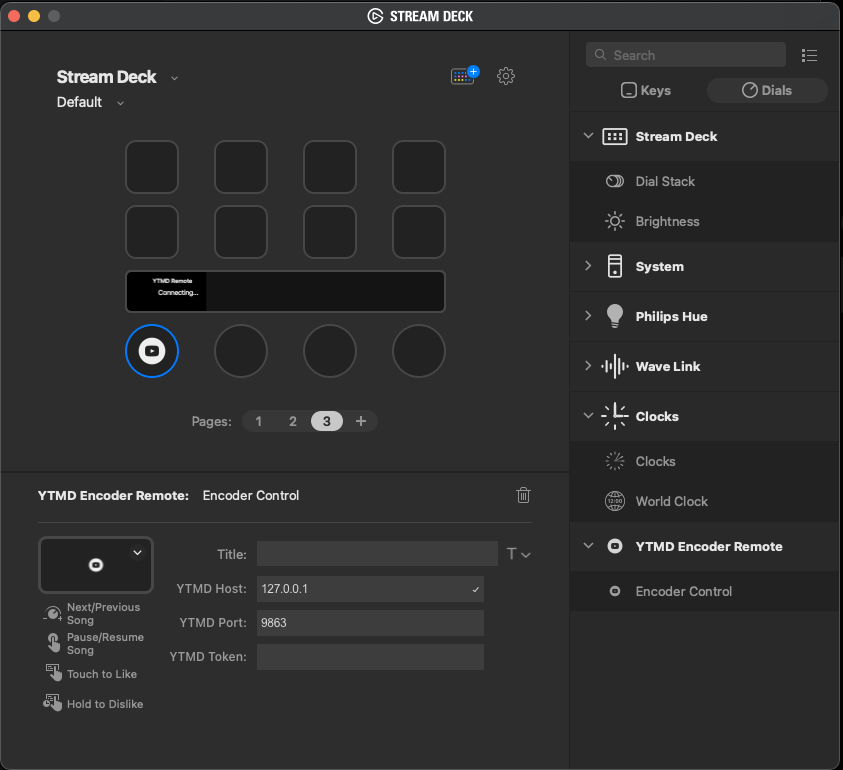 STREAM DECK
Stream Deck
Default
YTMD Remote
Connecting...
Pages: 1 2 3 +
YTMD Encoder Remote: Encoder Control
Title:
T
YTMD Host: 127.0.0.1
YTMD Port: 9863
YTMD Token:
Next/Previous
Song
Pause/Resume
Song
Touch to Like
Hold to Dislike
Search
Keys
Dials
Stream Deck
Dial Stack
Brightness
System
Philips Hue
Wave Link
Clocks
Clocks
12:00
World Clock
YTMD Encoder Remote
Encoder Control